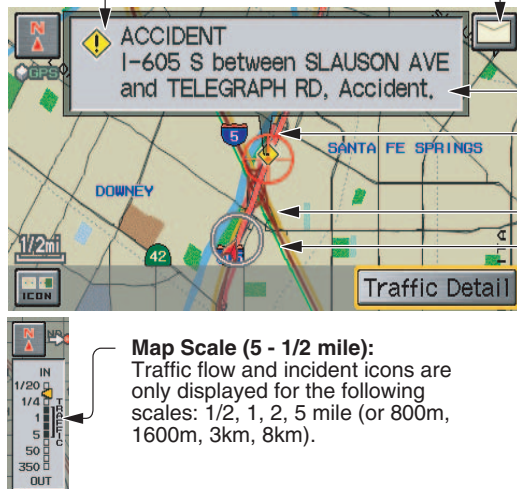 N
ACCIDENT
I-605 S between SLAUSON AVE
and TELEGRAPH RD, Accident.
GPS
5
SANTA FE SPRINGS
DOWNEY
1/2mi
42
ICON
Traffic Detail
N
Map Scale (5 - 1/2 mile):
Traffic flow and incident icons are
only displayed for the following
scales: 1/2, 1, 2, 5 mile (or 800m,
1600m, 3km, 8km).
IN
1/20
1/4
1
5
50
350
OUT
TRAFFIC